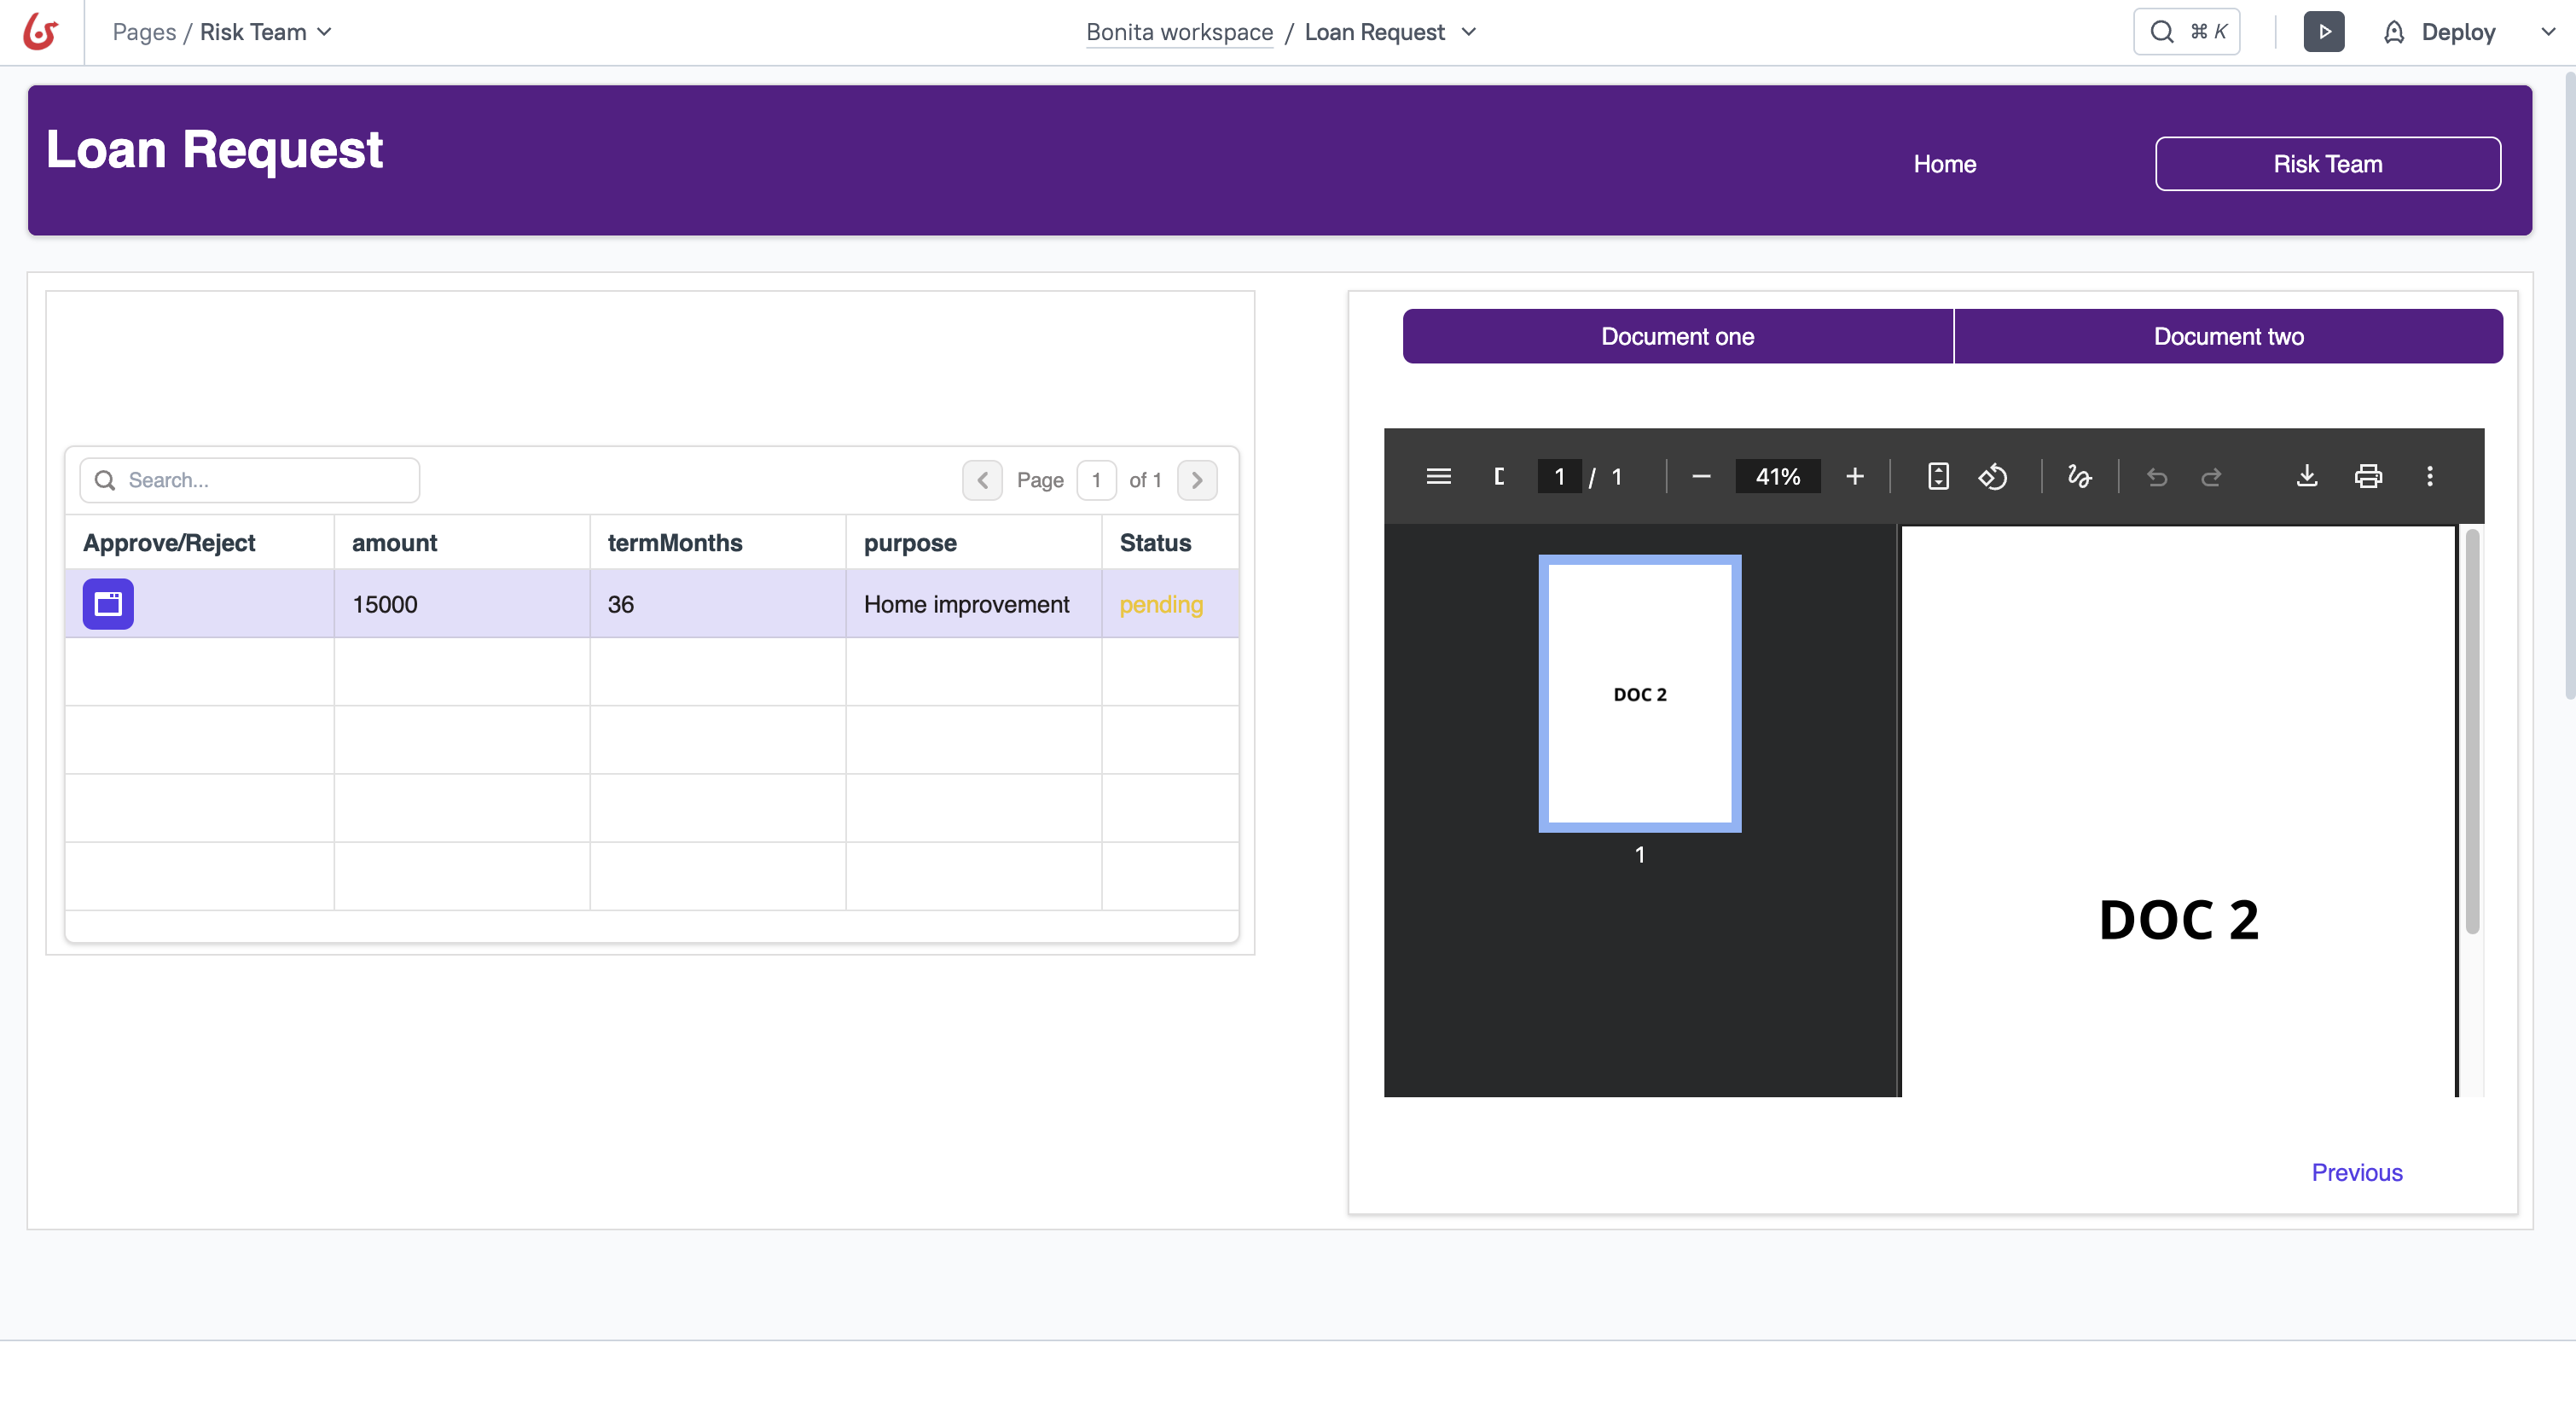 Pages / Risk Team
Bonita workspace / Loan Request
⌘ K
Deploy
Loan Request
Home
Risk Team
Document one
Document two
Search...
Page 1 of 1
Approve/Reject amount termMonths purpose Status
15000 36 Home improvement pending
1 / 1
41%
DOC 2
1
DOC 2
Previous